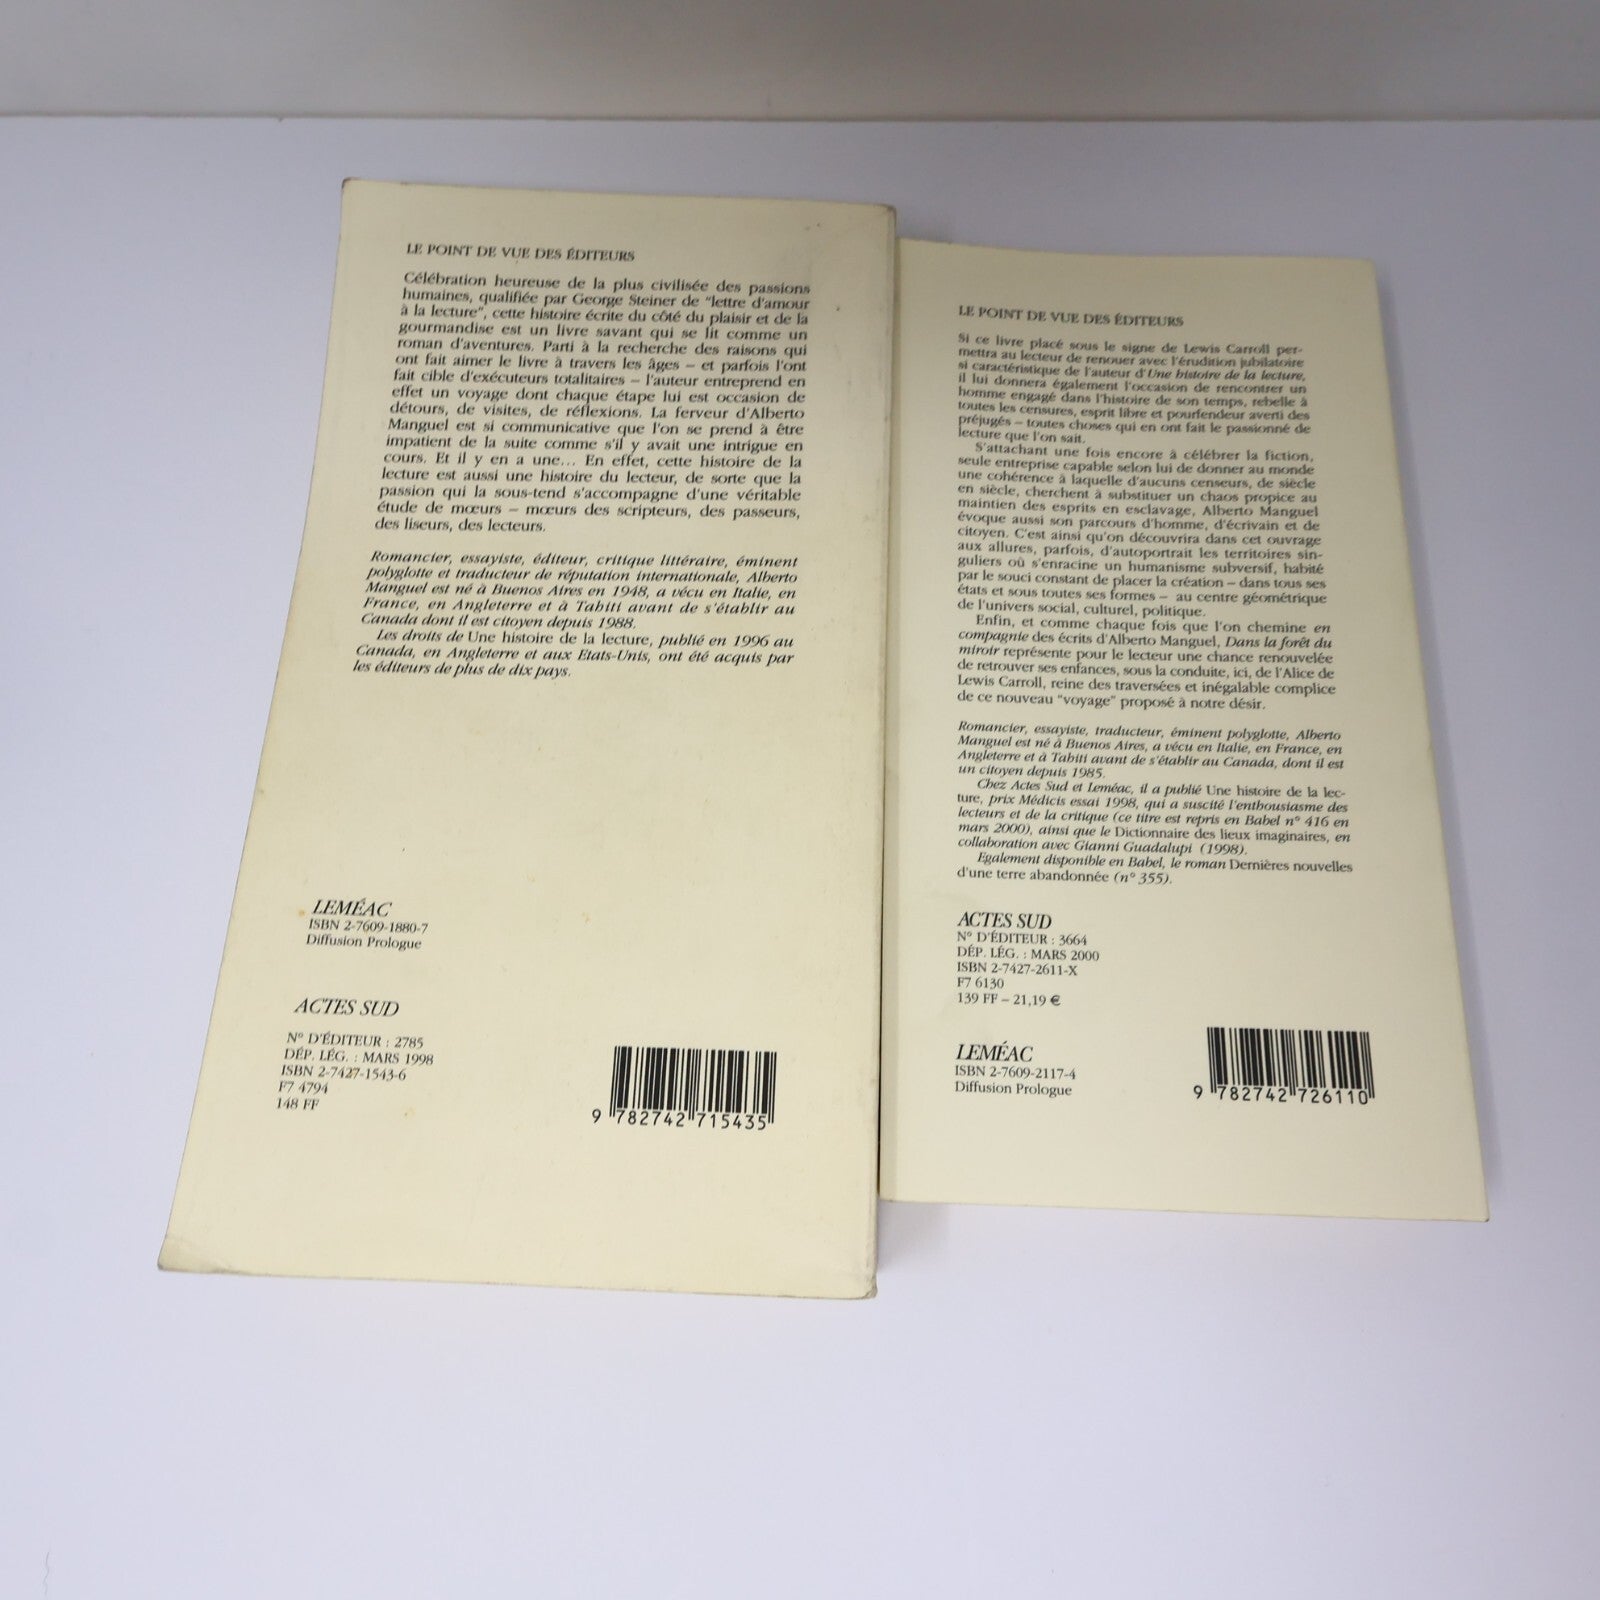 LE POINT DE VUE DES ÉDITEURS
Célébration heureuse de la plus civilisée des passions
humaines, qualifiée par George Steiner de "lettre d'amour
à la lecture", cette histoire écrite du côté du plaisir et de la
gourmandise est un livre savant qui se lit comme un
roman d'aventures. Parti à la recherche des raisons qui
ont fait aimer le livre à travers les âges – et parfois l'ont
fait cible d'exécuteurs totalitaires – l'auteur entreprend en
effet un voyage dont chaque étape lui est occasion de
détours, de visites, de réflexions. La ferveur d'Alberto
Manguel est si communicative que l'on se prend à être
impatient de la suite comme s'il y avait une intrigue en
cours. Et il y en a une... En effet, cette histoire de la
lecture est aussi une histoire du lecteur, de sorte que la
passion qui la sous-tend s'accompagne d'une véritable
étude de mœurs – mœurs des scripteurs, des passeurs,
des liseurs, des lecteurs.
Romancier, essayiste, éditeur, critique littéraire, éminent
polyglotte et traducteur de réputation internationale, Alberto
Manguel est né à Buenos Aires en 1948, a vécu en Italie, en
France, en Angleterre et à Tahiti avant de s'établir au
Canada dont il est citoyen depuis 1988.
Les droits de Une histoire de la lecture, publié en 1996 au
Canada, en Angleterre et aux Etats-Unis, ont été acquis par
les éditeurs de plus de dix pays.
LEMÉAC
ISBN 2-7609-1880-7
Diffusion Prologue
ACTES SUD
N° D'ÉDITEUR : 2785
DÉP. LÉG. : MARS 1998
ISBN 2-7427-1543-6
F7 4794
148 FF
9 782742 715435
LE POINT DE VUE DES ÉDITEURS
Si ce livre placé sous le signe de Lewis Carroll per-
mettra au lecteur de renouer avec l'érudition jubilatoire
si caractéristique de l'auteur d'Une histoire de la lecture,
il lui donnera également l'occasion de rencontrer un
homme engagé dans l'histoire de son temps, rebelle à
toutes les censures, esprit libre et pourfendeur averti des
préjugés – toutes choses qui en ont fait le passionné de
lecture que l'on sait.
S'attachant une fois encore à célébrer la fiction,
seule entreprise capable selon lui de donner au monde
une cohérence à laquelle d'aucuns censeurs, de siècle
en siècle, cherchent à substituer un chaos propice au
maintien des esprits en esclavage, Alberto Manguel
évoque aussi son parcours d'homme, d'écrivain et de
citoyen. C'est ainsi qu'on découvrira dans cet ouvrage
aux allures, parfois, d'autoportrait les territoires sin-
guliers où s'enracine un humanisme subversif, habité
par le souci constant de placer la création – dans tous ses
états et sous toutes ses formes – au centre géométrique
de l'univers social, culturel, politique.
Enfin, et comme chaque fois que l'on chemine en
compagnie des écrits d'Alberto Manguel, Dans la forêt du
miroir représente pour le lecteur une chance renouvelée
de retrouver ses enfances, sous la conduite, ici, de l'Alice de
Lewis Carroll, reine des traversées et inégalable complice
de ce nouveau "voyage" proposé à notre désir.
Romancier, essayiste, traducteur, éminent polyglotte, Alberto
Manguel est né à Buenos Aires, a vécu en Italie, en France, en
Angleterre et à Tahiti avant de s'établir au Canada, dont il est
un citoyen depuis 1985.
Chez Actes Sud et Leméac, il a publié Une histoire de la lec-
ture, prix Médicis essai 1998, qui a suscité l'enthousiasme des
lecteurs et de la critique (ce titre est repris en Babel n° 416 en
mars 2000), ainsi que le Dictionnaire des lieux imaginaires, en
collaboration avec Gianni Guadalupi (1998).
Egalement disponible en Babel, le roman Dernières nouvelles
d'une terre abandonnée (n° 355).
ACTES SUD
N° D'ÉDITEUR : 3664
DÉP. LÉG. : MARS 2000
ISBN 2-7427-2611-X
F7 6130
139 FF – 21,19 €
LEMÉAC
ISBN 2-7609-2117-4
Diffusion Prologue
9 782742 726110